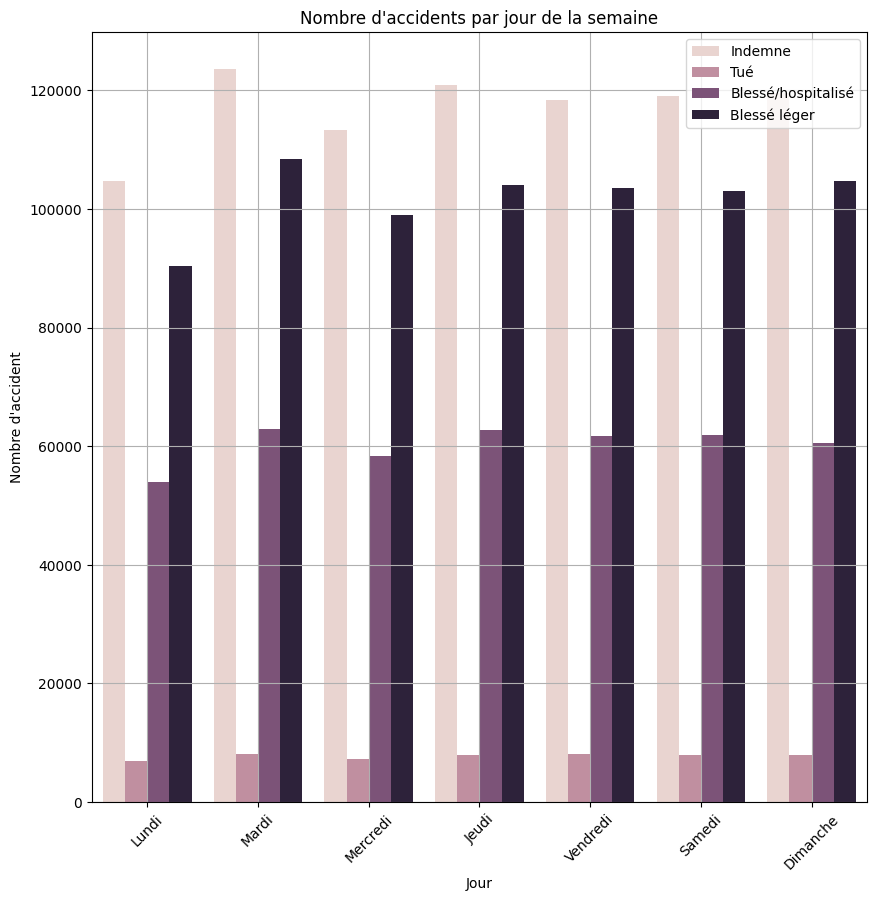 Nombre d'accidents par jour de la semaine
Indemne
Tué
Blessé/hospitalisé
Blessé léger
Nombre d'accident
120000
100000
80000
60000
40000
20000
0
Lundi
Mardi
Mercredi
Jeudi
Vendredi
Samedi
Dimanche
Jour